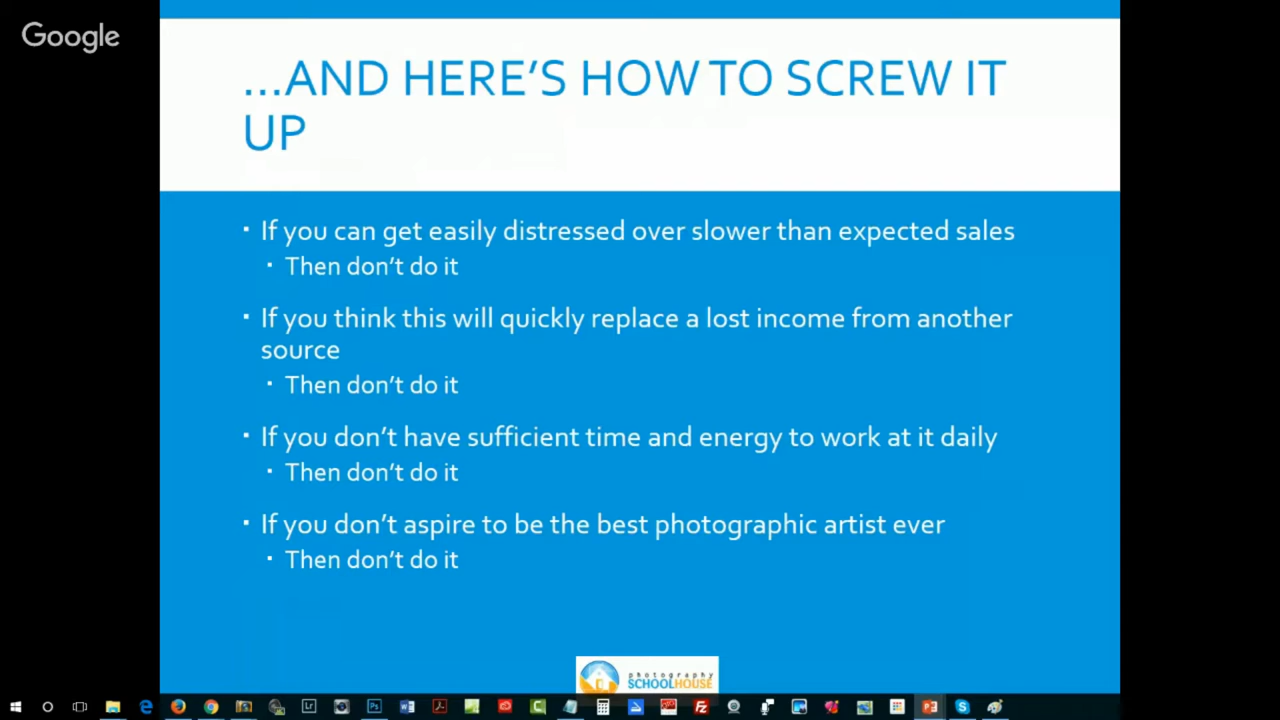 Google
...AND HERE'S HOW TO SCREW IT
UP
▪ If you can get easily distressed over slower than expected sales
▪ Then don't do it
▪ If you think this will quickly replace a lost income from another
source
▪ Then don't do it
▪ If you don't have sufficient time and energy to work at it daily
▪ Then don't do it
▪ If you don't aspire to be the best photographic artist ever
▪ Then don't do it
photography
SCHOOLHOUSE
Lr
Ps